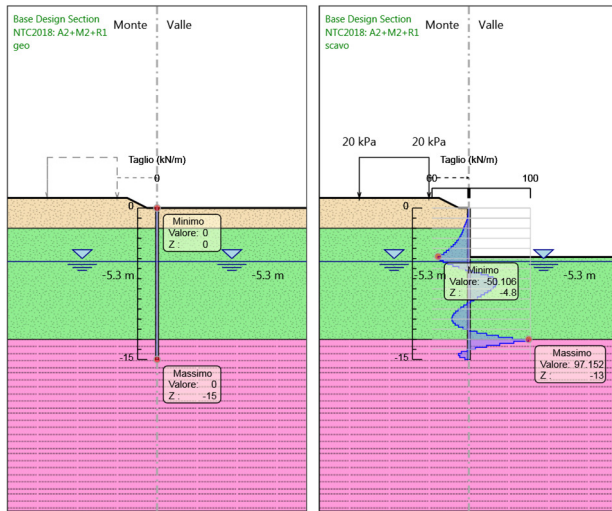 Base Design Section
NTC2018: A2+M2+R1
geo
Monte
Valle
Taglio (kN/m)
0
0
Minimo
Valore: 0
Z : 0
-5.3 m
-5.3 m
-15
Massimo
Valore: 0
Z : -15
Base Design Section
NTC2018: A2+M2+R1
scavo
Monte
Valle
20 kPa
20 kPa
Taglio (kN/m)
60
100
0
-5.3 m
-5.3 m
Minimo
Valore: -50.106
Z : -4.8
-15
Massimo
Valore: 97.152
Z : -13